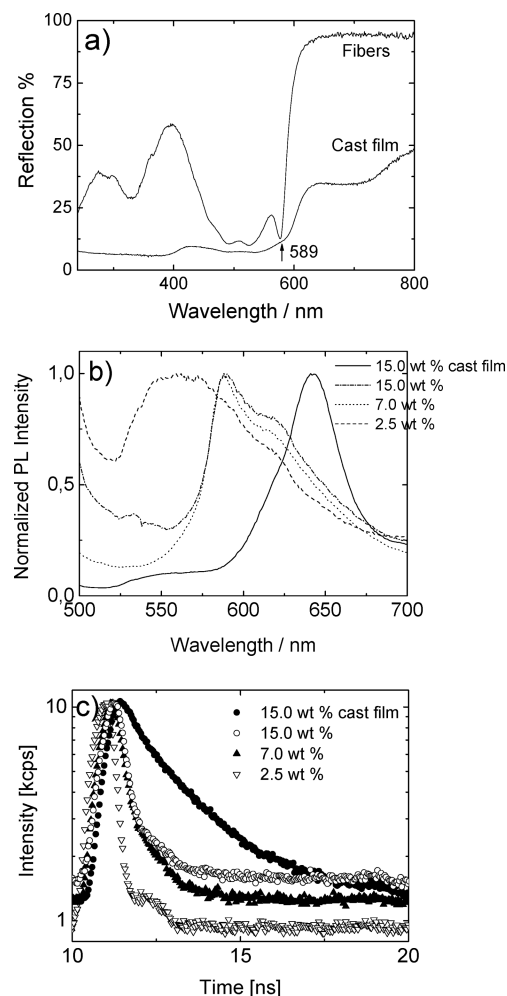 a)
Reflection %
100
75
50
25
0
Fibers
Cast film
589
400
600
800
Wavelength / nm
b)
Normalized PL Intensity
1,0
0,5
0,0
15.0 wt % cast film
15.0 wt %
7.0 wt %
2.5 wt %
500
550
600
650
700
Wavelength / nm
c)
Intensity [kcps]
10
1
15.0 wt % cast film
15.0 wt %
7.0 wt %
2.5 wt %
10
15
20
Time [ns]